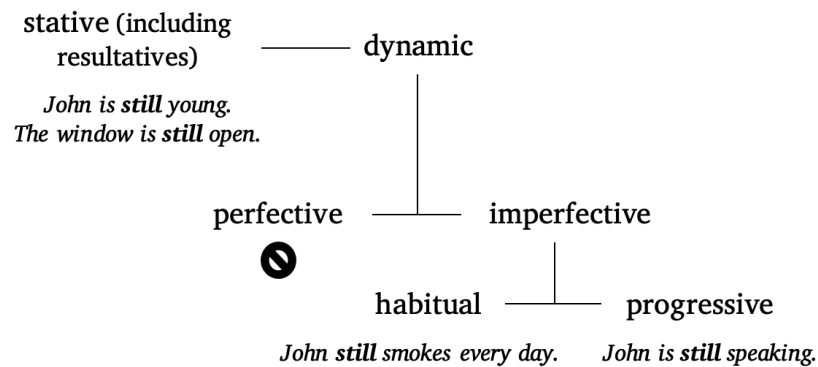 stative (including
resultatives)
dynamic
John is still young.
The window is still open.
perfective
imperfective
habitual
progressive
John still smokes every day.
John is still speaking.